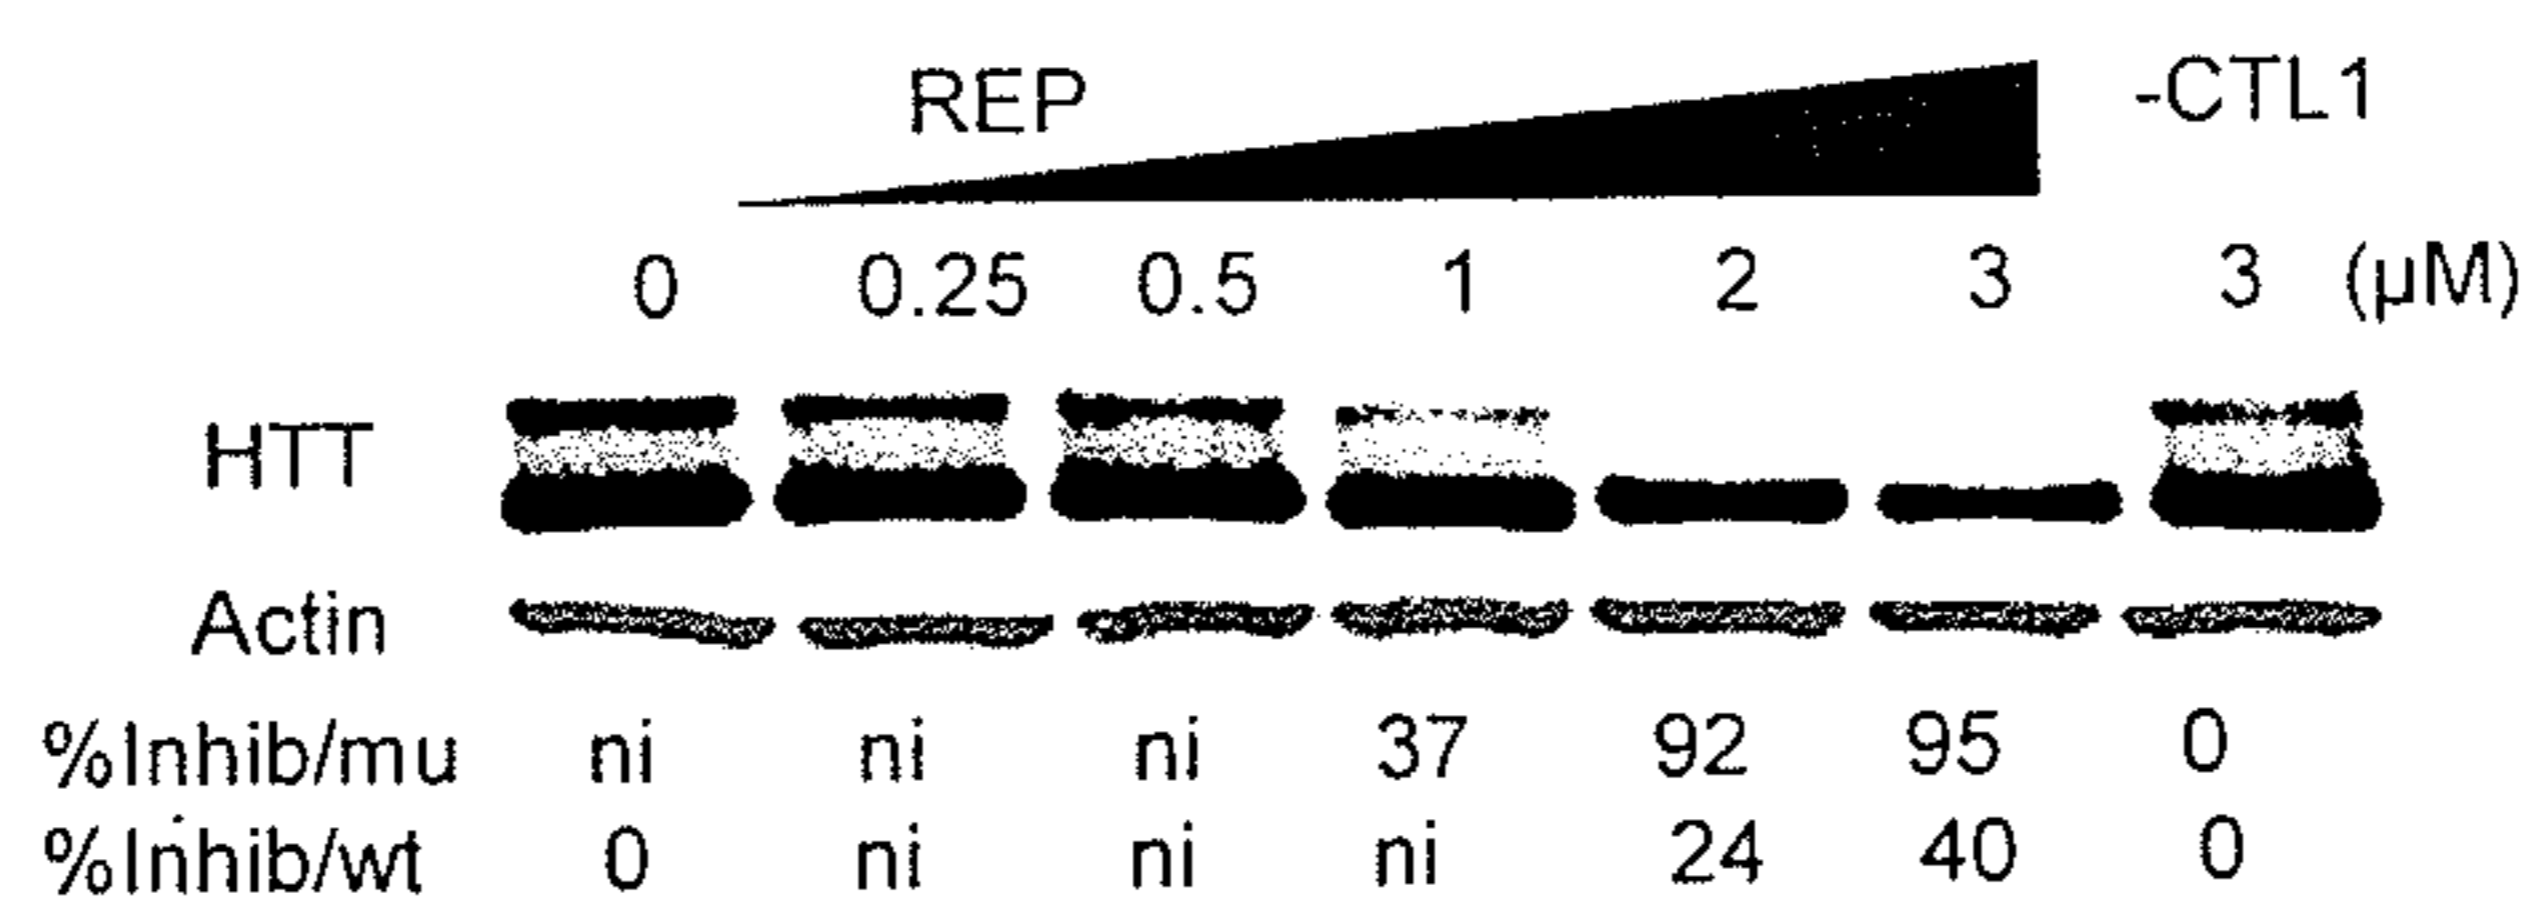 REP -CTL1
0 0.25 0.5 1 2 3 3 (µM)
HTT
Actin
%Inhib/mu ni ni ni 37 92 95 0
%Inhib/wt 0 ni ni ni 24 40 0